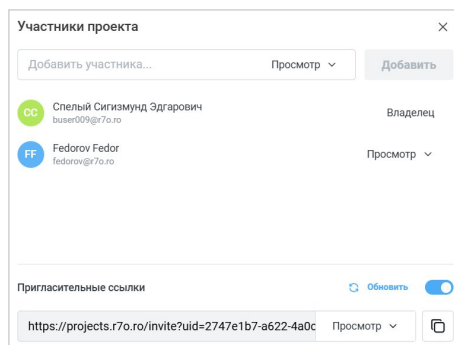 Участники проекта
Добавить участника... Просмотр Добавить
СС Спелый Сигизмунд Эдгарович Владелец
buser009@r7o.ro
FF Fedorov Fedor Просмотр
fedorov@r7o.ro
Пригласительные ссылки Обновить
https://projects.r7o.ro/invite?uid=2747e1b7-a622-4a0c Просмотр